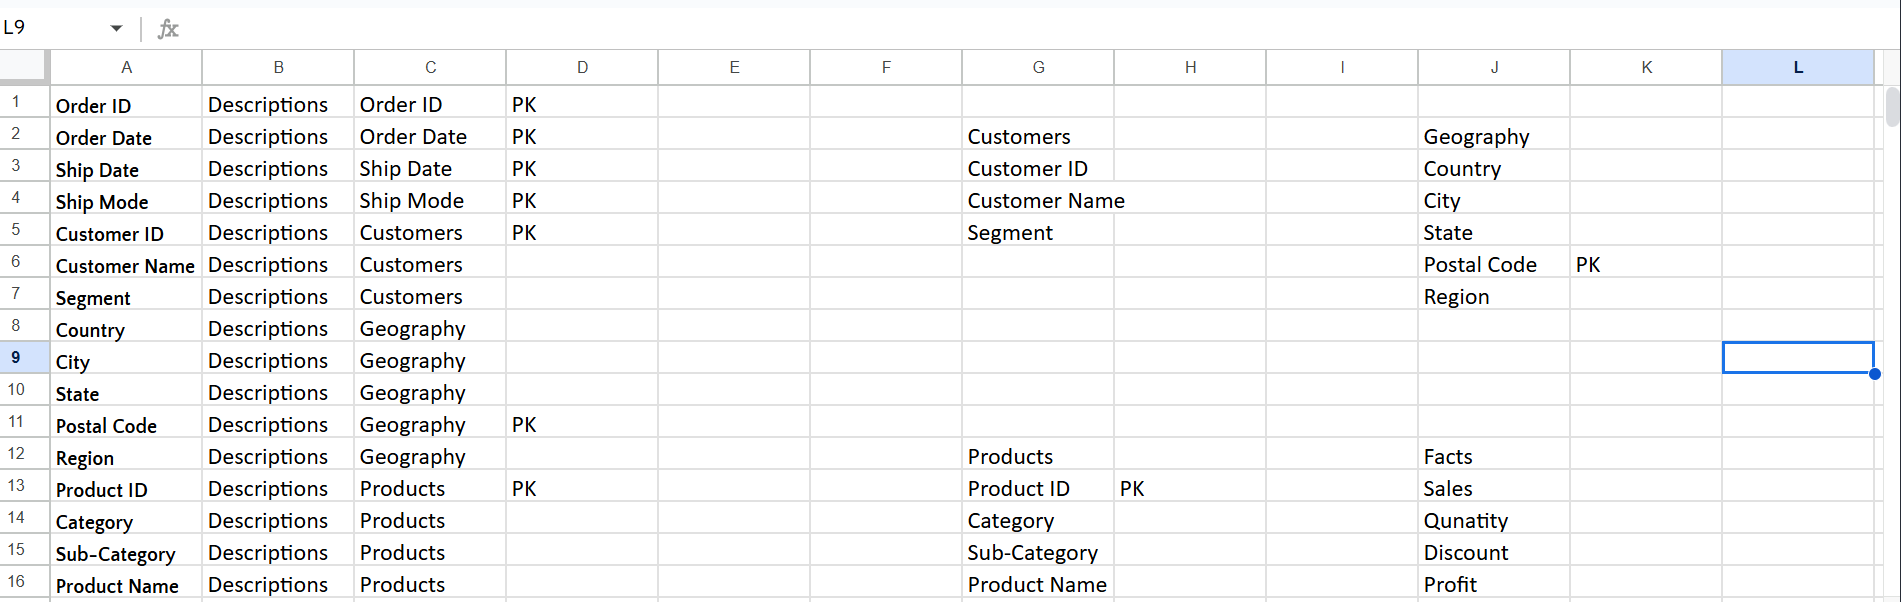 L9 fx
A B C D E F G H I J K L
1 Order ID Descriptions Order ID PK
2 Order Date Descriptions Order Date PK Customers Geography
3 Ship Date Descriptions Ship Date PK Customer ID Country
4 Ship Mode Descriptions Ship Mode PK Customer Name City
5 Customer ID Descriptions Customers PK Segment State
6 Customer Name Descriptions Customers Postal Code PK
7 Segment Descriptions Customers Region
8 Country Descriptions Geography
9 City Descriptions Geography
10 State Descriptions Geography
11 Postal Code Descriptions Geography PK
12 Region Descriptions Geography Products Facts
13 Product ID Descriptions Products PK Product ID PK Sales
14 Category Descriptions Products Category Qunatity
15 Sub-Category Descriptions Products Sub-Category Discount
16 Product Name Descriptions Products Product Name Profit